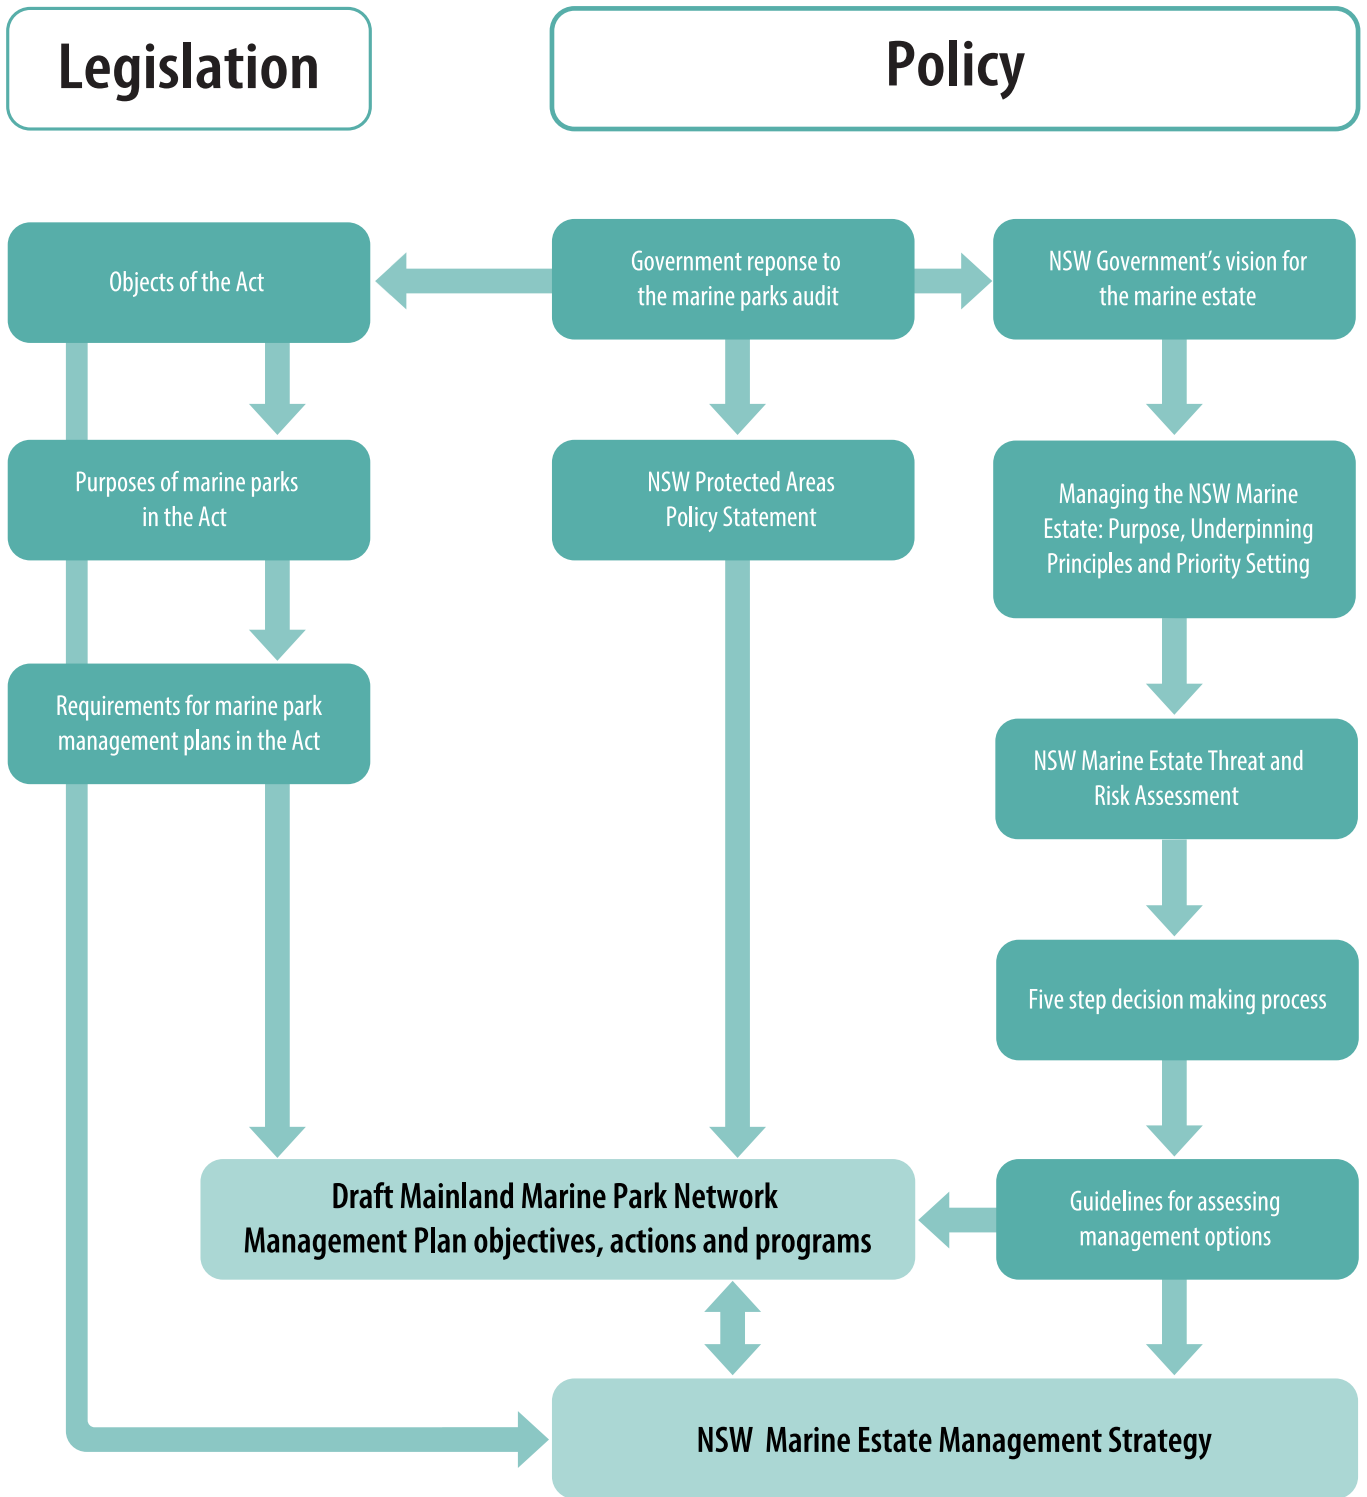 Legislation
Policy
Objects of the Act
Government reponse to
the marine parks audit
NSW Government's vision for
the marine estate
Purposes of marine parks
in the Act
NSW Protected Areas
Policy Statement
Managing the NSW Marine
Estate: Purpose, Underpinning
Principles and Priority Setting
Requirements for marine park
management plans in the Act
NSW Marine Estate Threat and
Risk Assessment
Five step decision making process
Draft Mainland Marine Park Network
Management Plan objectives, actions and programs
Guidelines for assessing
management options
NSW Marine Estate Management Strategy